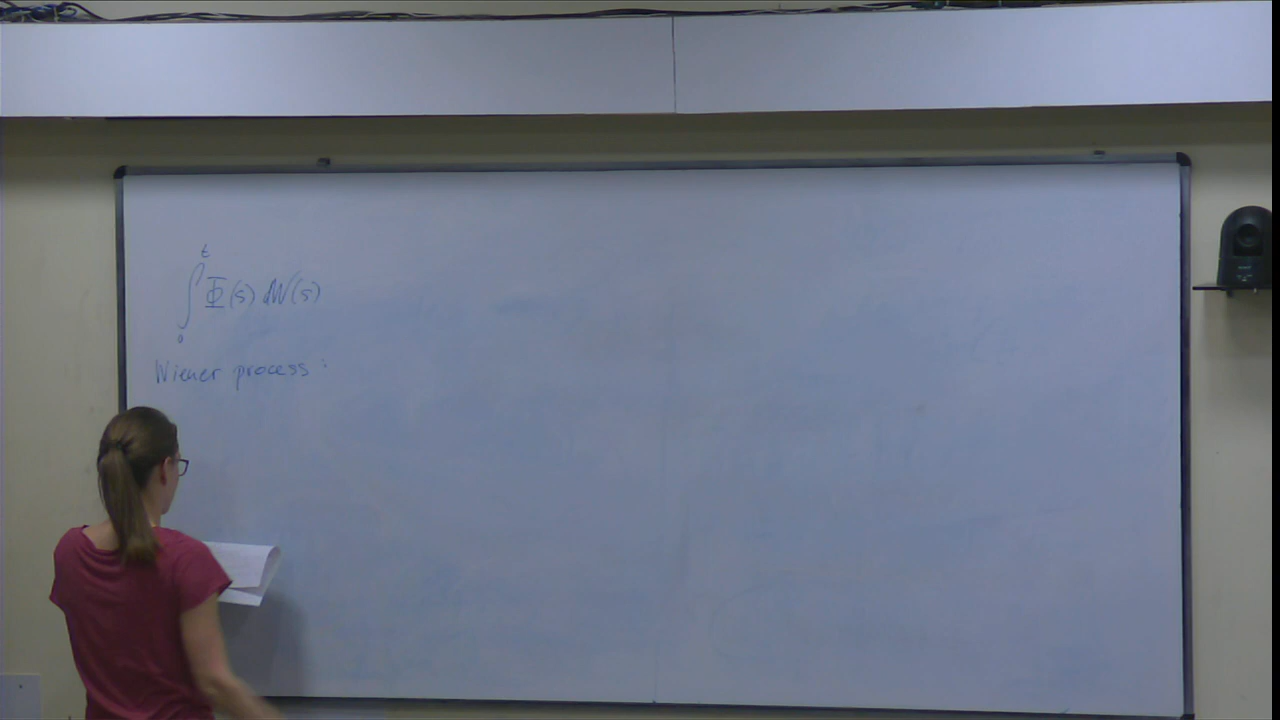 ∫₀ᵗ Φ(s) dW(s)
Wiener process: